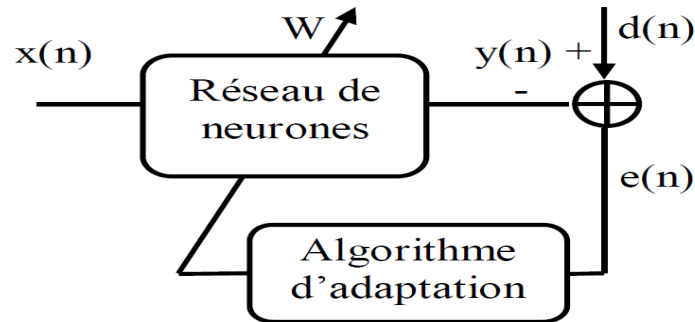 W
d(n)
x(n)
y(n) +
-
Réseau de
neurones
e(n)
Algorithme
d’adaptation